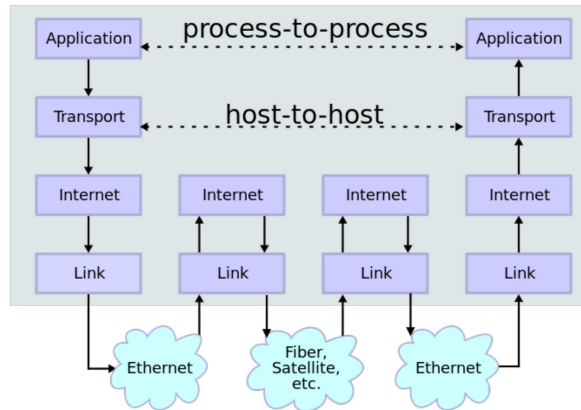 process-to-process
Application
Application
host-to-host
Transport
Transport
Internet
Internet
Internet
Internet
Link
Link
Link
Link
Ethernet
Fiber,
Satellite,
etc.
Ethernet